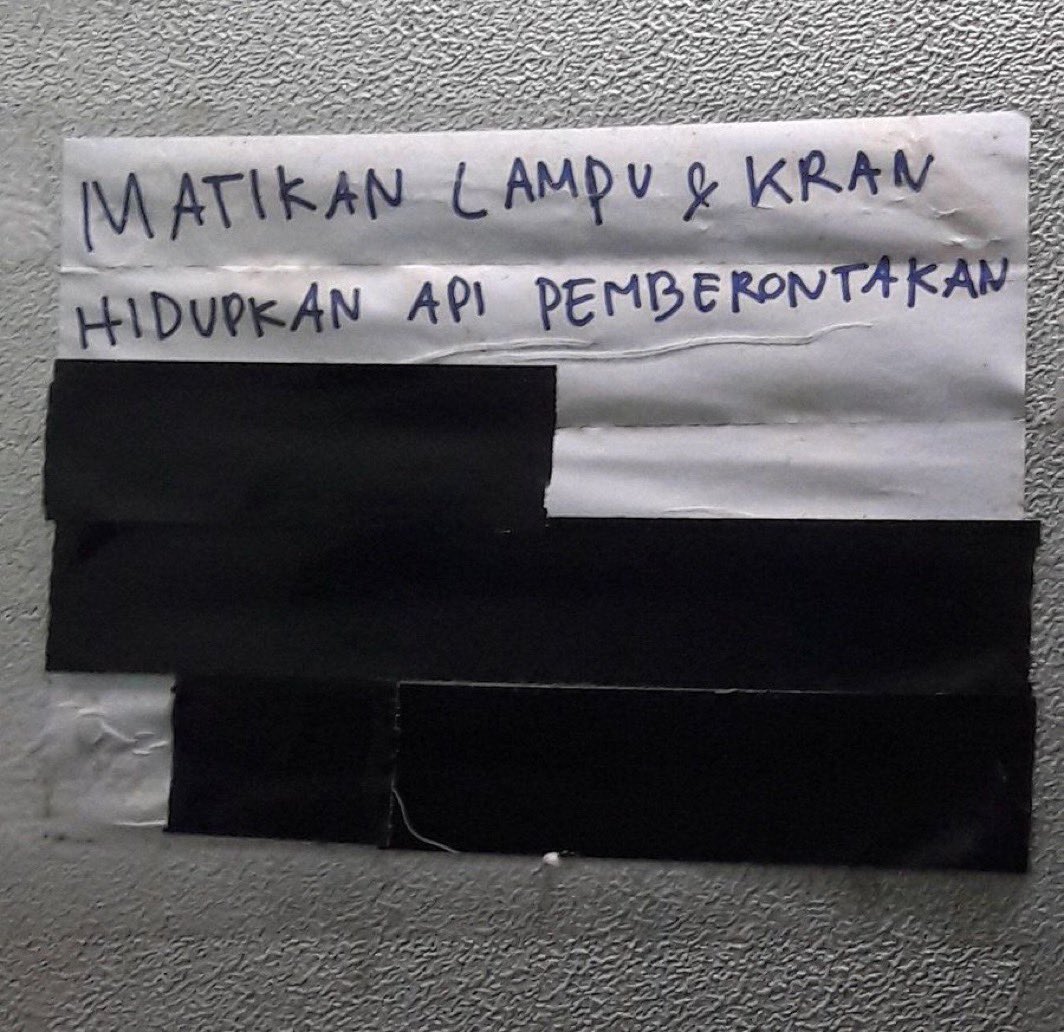 MATIKAN LAMPU & KRAN
HIDUPKAN API PEMBERONTAKAN